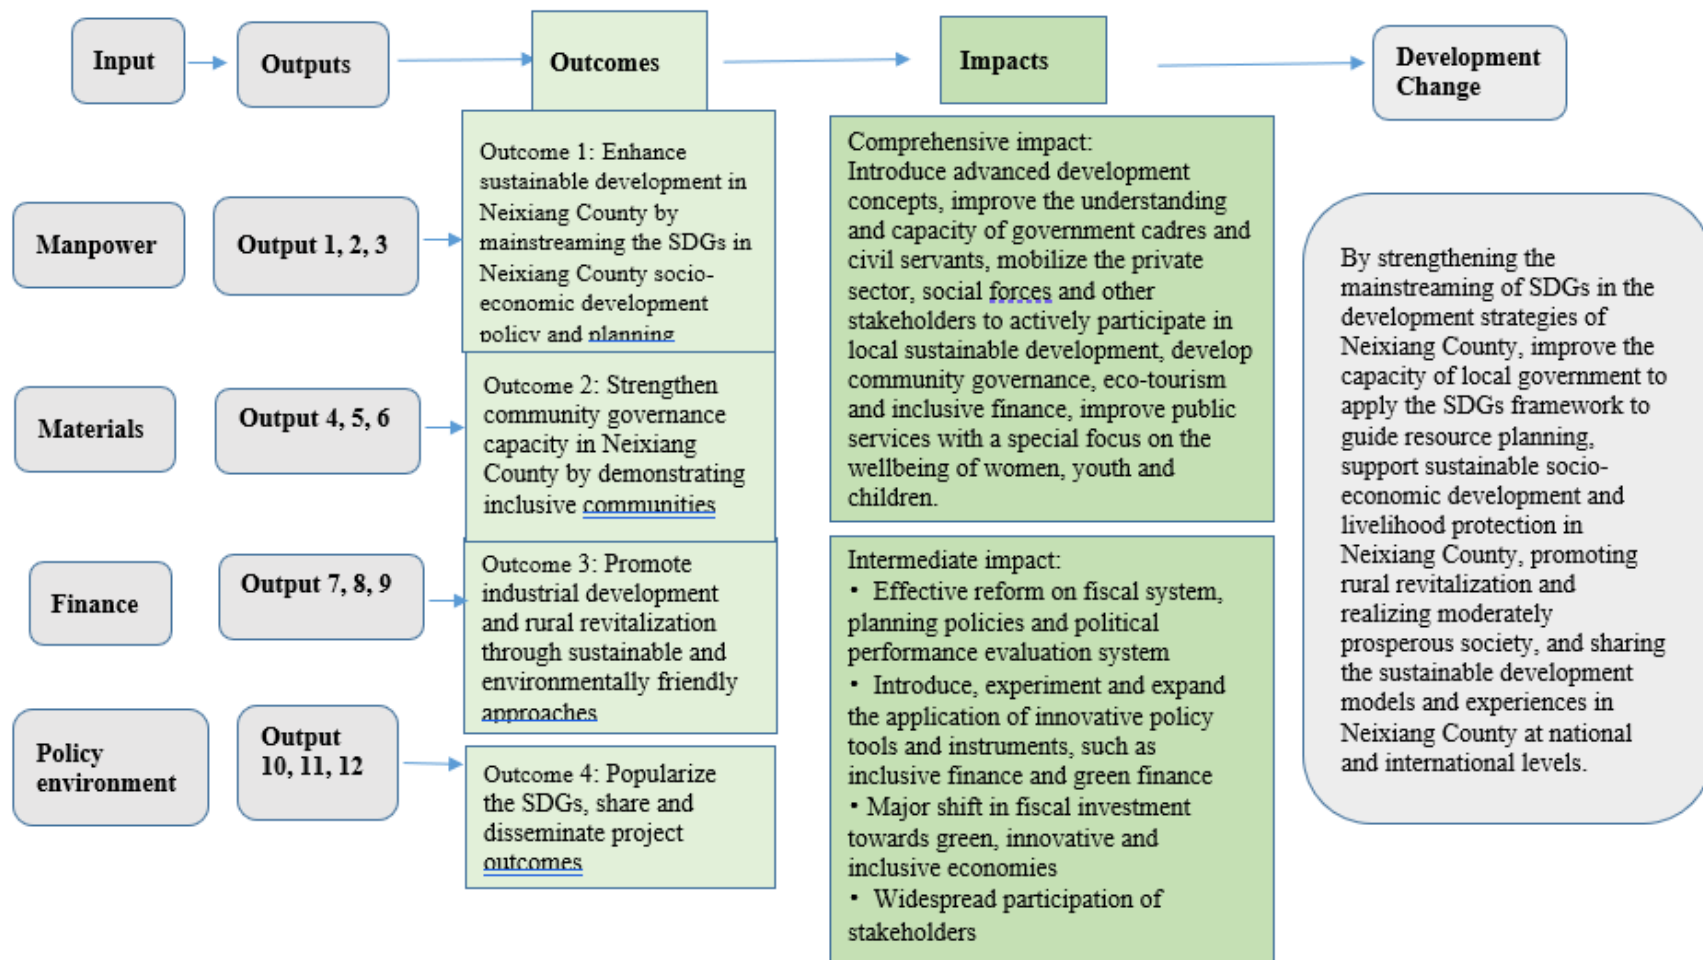 Input
Outputs
Outcomes
Impacts
Development
Change
Manpower
Output 1, 2, 3
Materials
Output 4, 5, 6
Finance
Output 7, 8, 9
Policy
environment
Output
10, 11, 12
Outcome 1: Enhance
sustainable development in
Neixiang County by
mainstreaming the SDGs in
Neixiang County socio-
economic development
policy and planning
Outcome 2: Strengthen
community governance
capacity in Neixiang
County by demonstrating
inclusive communities
Outcome 3: Promote
industrial development
and rural revitalization
through sustainable and
environmentally friendly
approaches
Outcome 4: Popularize
the SDGs, share and
disseminate project
outcomes
Comprehensive impact:
Introduce advanced development
concepts, improve the understanding
and capacity of government cadres and
civil servants, mobilize the private
sector, social forces and other
stakeholders to actively participate in
local sustainable development, develop
community governance, eco-tourism
and inclusive finance, improve public
services with a special focus on the
wellbeing of women, youth and
children.
Intermediate impact:
• Effective reform on fiscal system,
planning policies and political
performance evaluation system
• Introduce, experiment and expand
the application of innovative policy
tools and instruments, such as
inclusive finance and green finance
• Major shift in fiscal investment
towards green, innovative and
inclusive economies
• Widespread participation of
stakeholders
By strengthening the
mainstreaming of SDGs in the
development strategies of
Neixiang County, improve the
capacity of local government to
apply the SDGs framework to
guide resource planning,
support sustainable socio-
economic development and
livelihood protection in
Neixiang County, promoting
rural revitalization and
realizing moderately
prosperous society, and sharing
the sustainable development
models and experiences in
Neixiang County at national
and international levels.